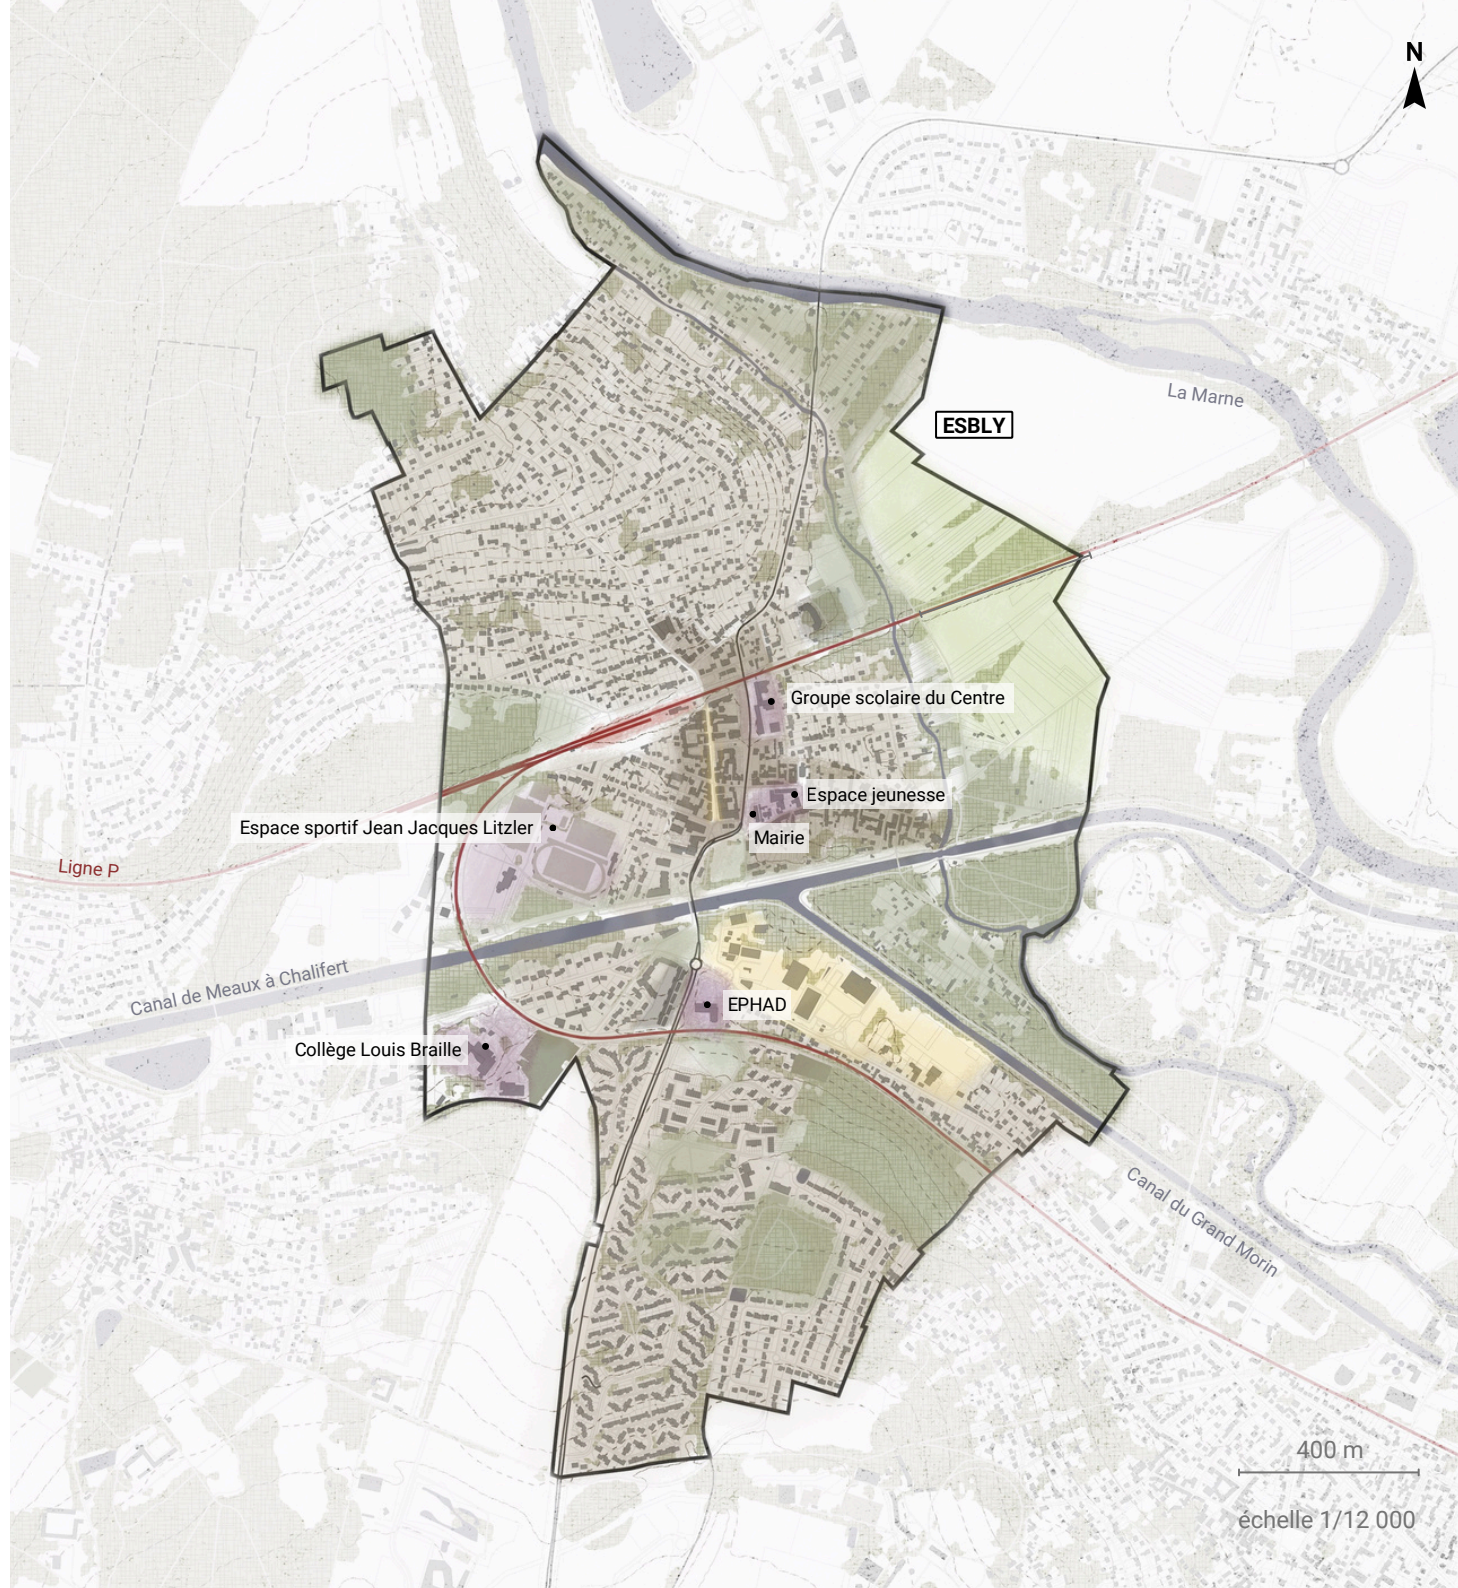 N
La Marne
ESBLY
Groupe scolaire du Centre
Espace jeunesse
Espace sportif Jean Jacques Litzler
Mairie
Ligne P
Canal de Meaux à Chalifert
EPHAD
Collège Louis Braille
Canal du Grand Morin
400 m
échelle 1/12 000